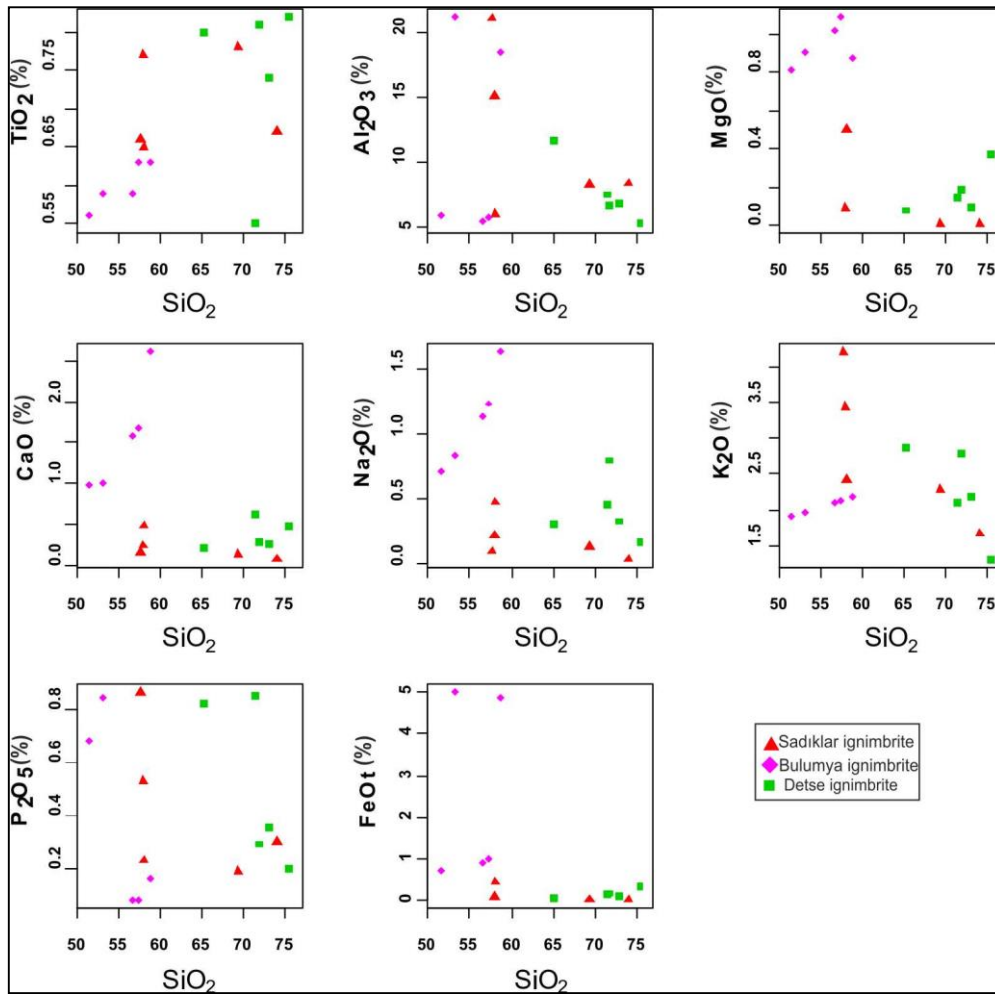 TiO2 (%)
0.55 0.65 0.75
50 55 60 65 70 75
SiO2
Al2O3 (%)
5 10 15 20
50 55 60 65 70 75
SiO2
MgO(%)
0.0 0.4 0.8
50 55 60 65 70 75
SiO2
CaO (%)
0.0 1.0 2.0
50 55 60 65 70 75
SiO2
Na2O(%)
0.0 0.5 1.0 1.5
50 55 60 65 70 75
SiO2
K2O (%)
1.5 2.5 3.5
50 55 60 65 70 75
SiO2
P2O5(%)
0.2 0.4 0.6 0.8
50 55 60 65 70 75
SiO2
FeOt (%)
0 1 2 3 4 5
50 55 60 65 70 75
SiO2
Sadıklar ignimbrite
Bulumya ignimbrite
Detse ignimbrite